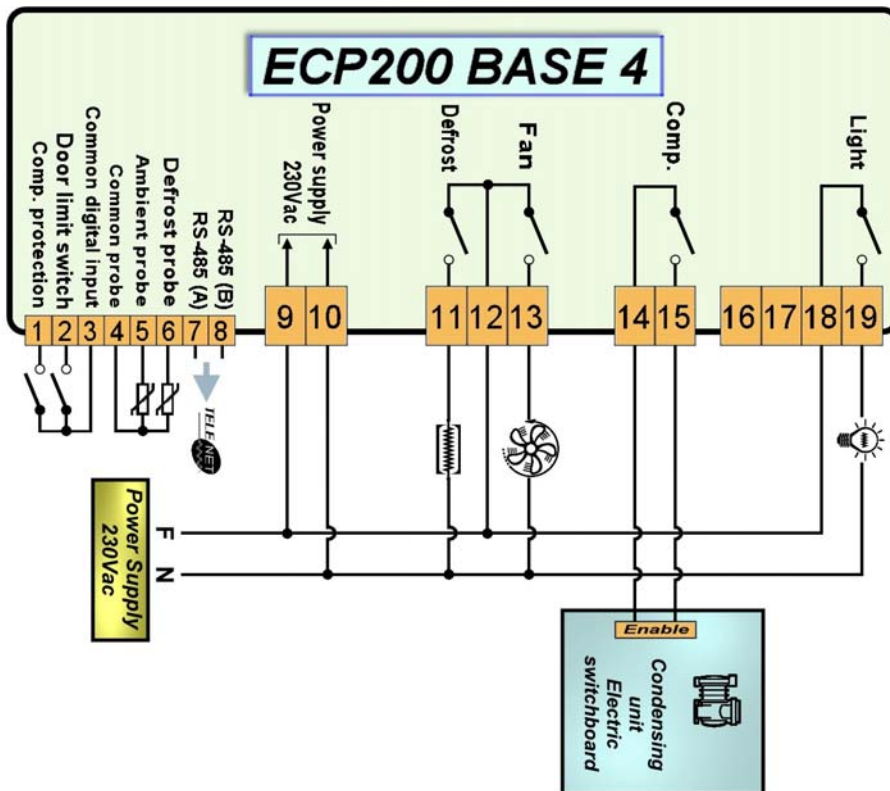 ECP200 BASE 4
Comp. protection
Door limit switch
Common digital input
Common probe
Ambient probe
Defrost probe
RS-485 (A)
RS-485 (B)
Power supply
230Vac
Defrost
Fan
Comp.
Light
1 2 3 4 5 6 7 8
9 10
11 12 13
14 15
16 17 18 19
TELE
NET
Power Supply
230Vac
F
N
Enable
Condensing
unit
Electric
switchboard